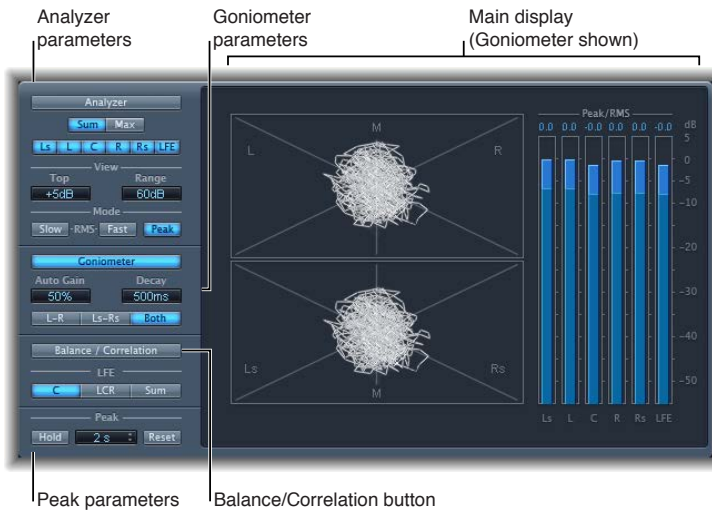 Analyzer parameters
Goniometer parameters
Main display (Goniometer shown)
Analyzer
Sum Max
Ls L C R Rs LFE
View
Top Range
+5dB 60dB
Mode
Slow RMS Fast Peak
Goniometer
Auto Gain Decay
50% 500ms
L-R Ls-Rs Both
Balance / Correlation
LFE
C LCR Sum
Peak
Hold 2 s Reset
M
L R
Ls Rs
M
Peak/RMS
0.0 0.0 -0.0 0.0 0.0 -0.0 dB
5
0
-5
-10
-20
-30
-40
-50
Ls L C R Rs LFE
Peak parameters
Balance/Correlation button